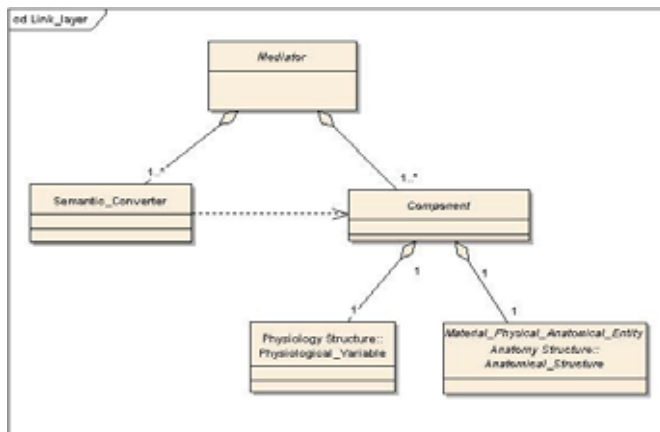 cd Link_layer
Mediator
1..*
1..*
Semantic_Converter
Component
1
1
1
1
Physiology Structure::
Physiological_Variable
Material_Physical_Anatomical_Entity
Anatomy Structure::
Anatomical_Structure